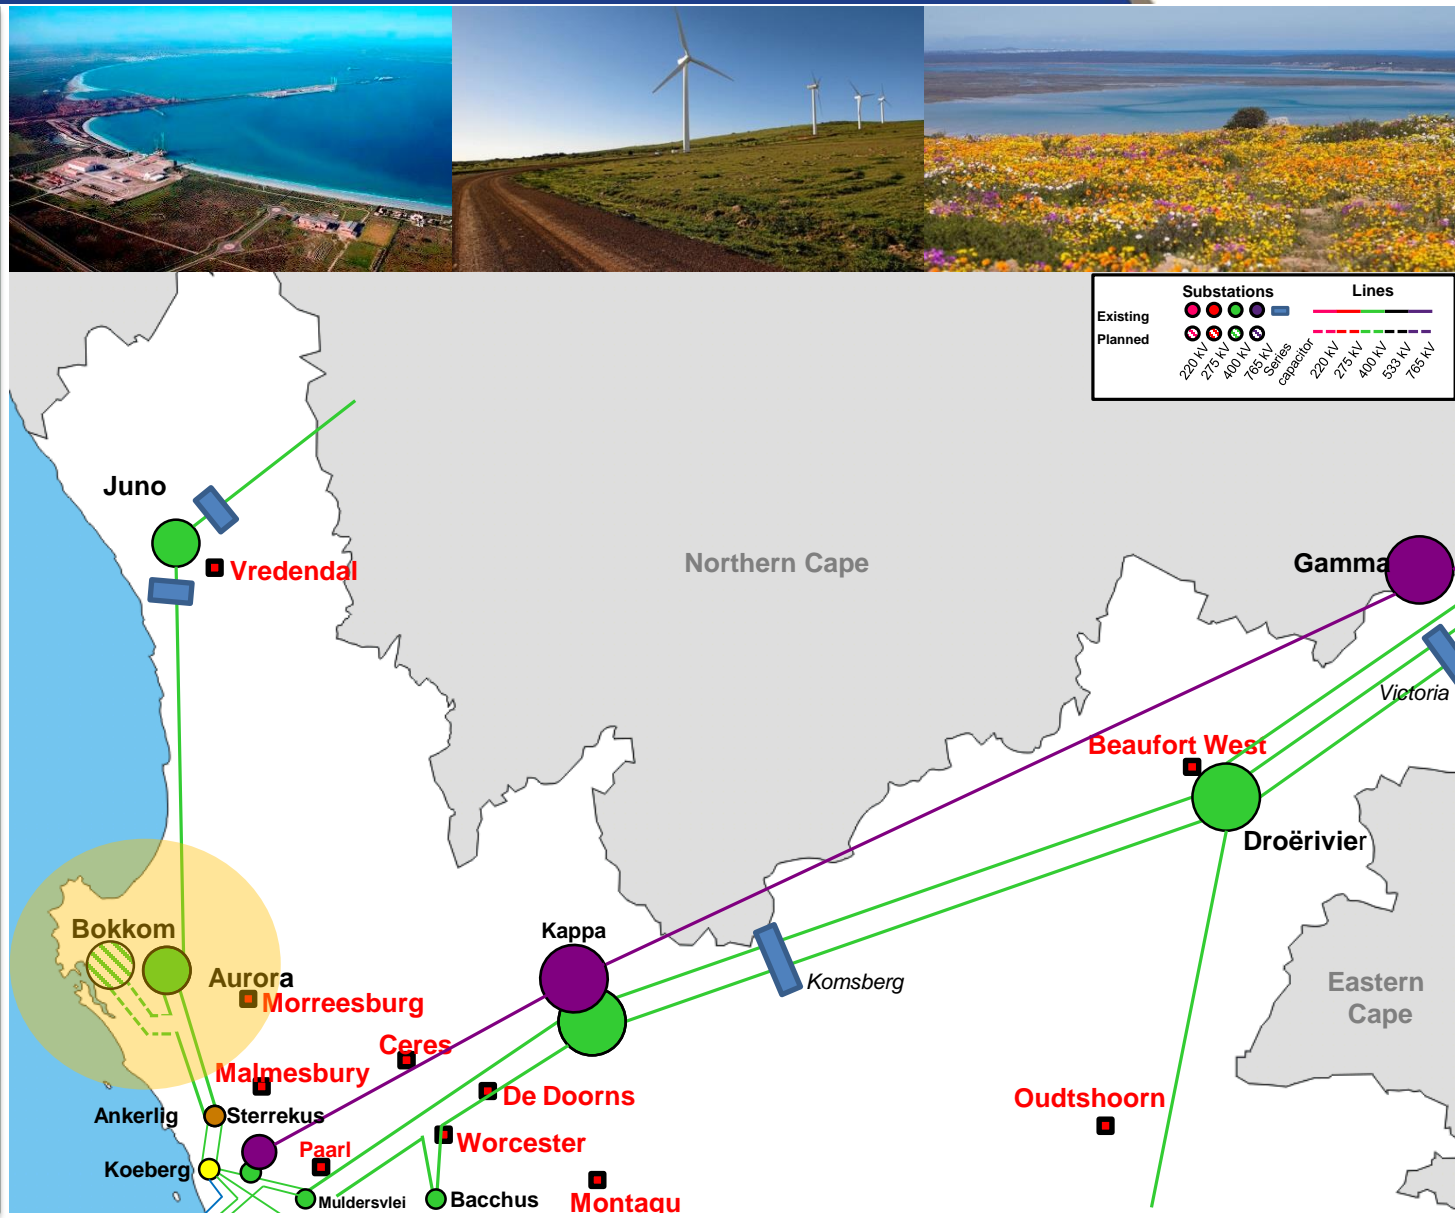 Substations
Lines
Existing
Planned
220 kV
275 kV
400 kV
765 kV
Series
capacitor
220 kV
275 kV
400 kV
533 kV
765 kV
Juno
Vredendal
Northern Cape
Gamma
Victoria
Beaufort West
Droërivier
Bokkom
Aurora
Morreesburg
Kappa
Komsberg
Eastern
Cape
Ceres
Malmesbury
De Doorns
Oudtshoorn
Ankerlig
Sterrekus
Worcester
Paarl
Koeberg
Muldersvlei
Bacchus
Montagu